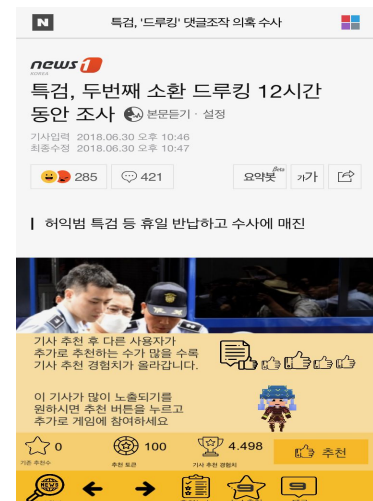 N 특검, '드루킹' 댓글조작 의혹 수사
news1
KOREA
특검, 두번째 소환 드루킹 12시간
동안 조사 본문듣기 · 설정
기사입력 2018.06.30 오후 10:46
최종수정 2018.06.30 오후 10:47
285 421 요약봇 Beta 가가
허익범 특검 등 휴일 반납하고 수사에 매진
기사 추천 후 다른 사용자가
추가로 추천하는 수가 많을 수록
기사 추천 경험치가 올라갑니다.
이 기사가 많이 노출되기를
원하시면 추천 버튼을 누르고
추가로 게임에 참여하세요
0 100 4.498 추천
기존 추천수 추천 토큰 기사 추천 경험치
NEWS